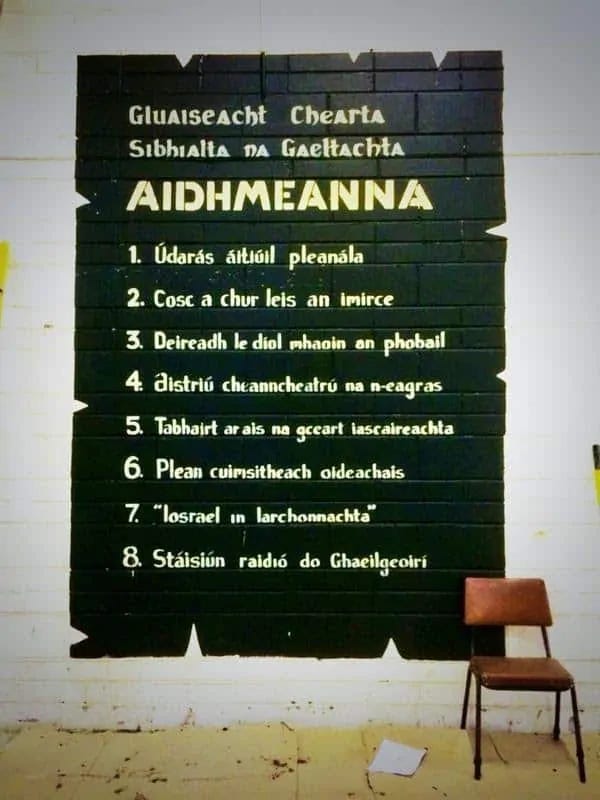 Gluaiseacht Chearta
Sibhialta na Gaeltachta
AIDHMEANNA
1. Údarás áitiúil pleanála
2. Cosc a chur leis an imirce
3. Deireadh le díol mhaoin an phobail
4. Aistriú cheanncheatrú na n-eagras
5. Tabhairt arais na gceart iascaireachta
6. Plean cuimsitheach oideachais
7. "Iosrael in Iarchonnachta"
8. Stáisiún raidió do Ghaeilgeoirí